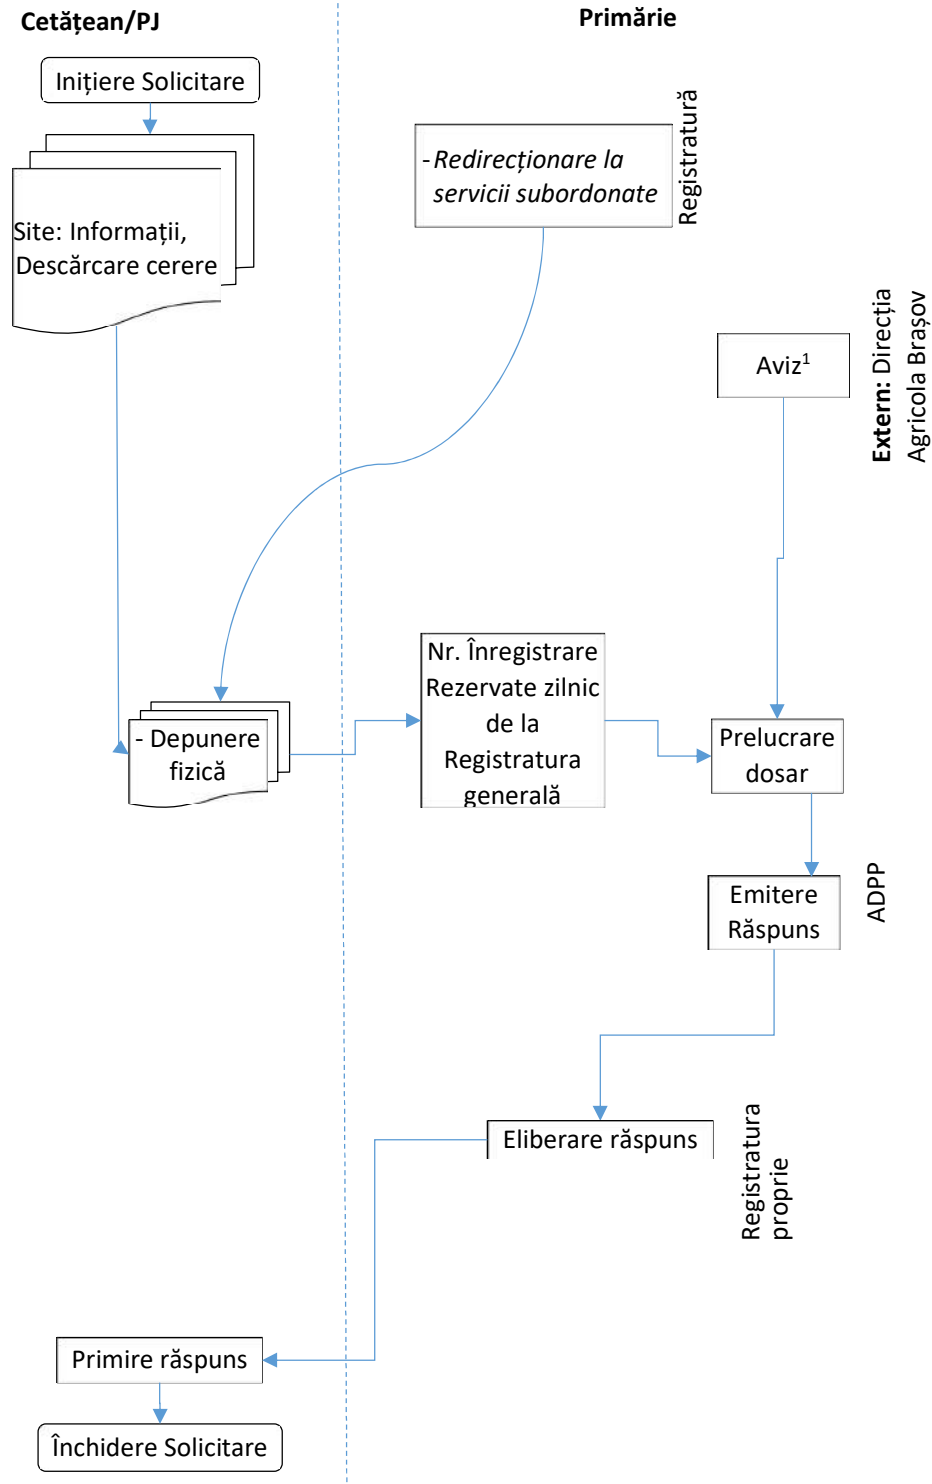 Cetățean/PJ
Primărie
Inițiere Solicitare
- Redirecționare la
servicii subordonate
Registratură
Site: Informații,
Descărcare cerere
Aviz¹
Extern: Direcția
Agricola Brașov
- Depunere
fizică
Nr. Înregistrare
Rezervate zilnic
de la
Registratura
generală
Prelucrare
dosar
Emitere
Răspuns
ADPP
Eliberare răspuns
Registratura
proprie
Primire răspuns
Închidere Solicitare